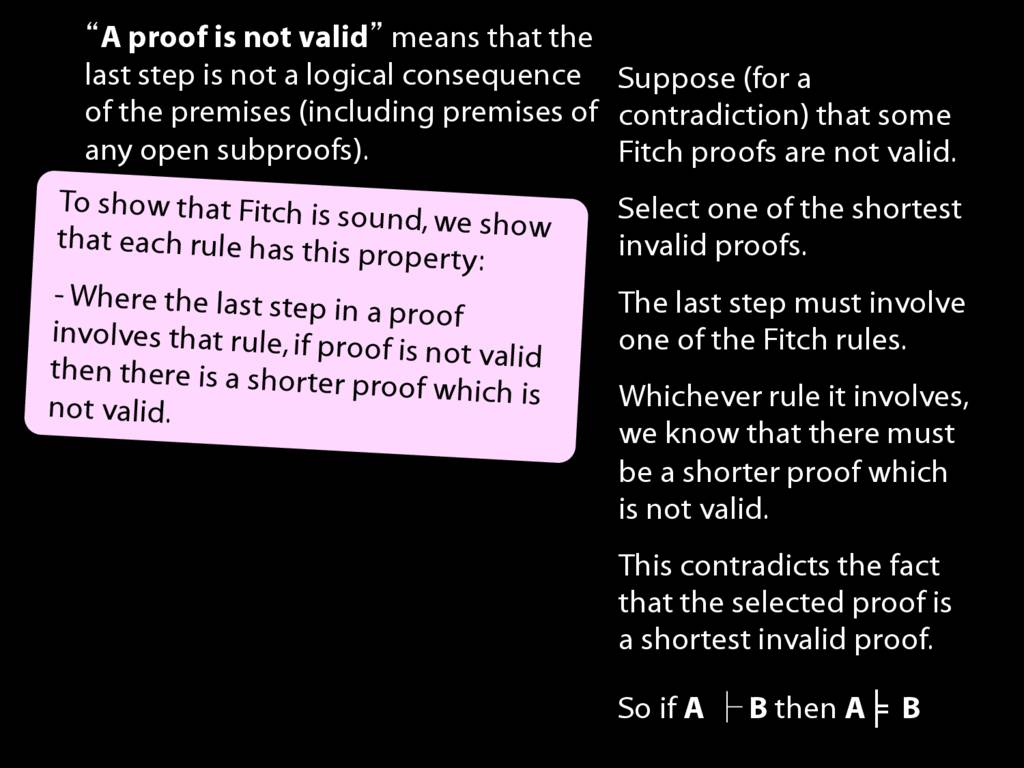 “A proof is not valid” means that the
last step is not a logical consequence
of the premises (including premises of
any open subproofs).
To show that Fitch is sound, we show
that each rule has this property:
- Where the last step in a proof
involves that rule, if proof is not valid
then there is a shorter proof which is
not valid.
Suppose (for a
contradiction) that some
Fitch proofs are not valid.
Select one of the shortest
invalid proofs.
The last step must involve
one of the Fitch rules.
Whichever rule it involves,
we know that there must
be a shorter proof which
is not valid.
This contradicts the fact
that the selected proof is
a shortest invalid proof.
So if A ⊢ B then A ⊨ B